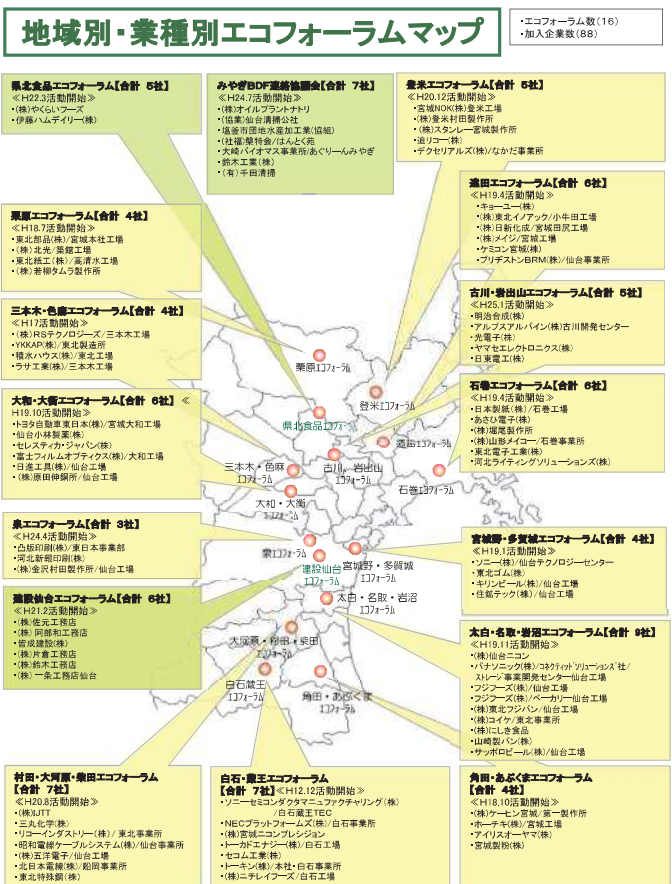 地域別・業種別エコフォーラムマップ
・エコフォーラム数(16)
・加入企業数(88)
県北食品エコフォーラム【合計 5社】
≪H22.3活動開始≫
・(株)やくらいフーズ
・伊藤ハムデイリー(株)
みやぎBDF連絡協議会【合計 7社】
≪H24.7活動開始≫
・(株)オイルプラントナトリ
・(協業)仙台清掃公社
・塩釜市団地水産加工業(協組)
・(社福)槃特会/はんとく苑
・大崎バイオマス事業所/あぐりーんみやぎ
・鈴木工業(株)
・(有)千田清掃
登米エコフォーラム【合計 5社】
≪H20.12活動開始≫
・宮城NOK(株)登米工場
・(株)登米村田製作所
・(株)スタンレー宮城製作所
・迫リコー(株)
・デクセリアルズ(株)/なかだ事業所
遠田エコフォーラム【合計 6社】
≪H19.4活動開始≫
・キョーユー(株)
・(株)東北イノアック/小牛田工場
・(株)日新化成/宮城田尻工場
・(株)メイジ/宮城工場
・ケミコン宮城(株)
・ブリヂストンBRM(株)/仙台事業所
栗原エコフォーラム【合計 4社】
≪H18.7活動開始≫
・東北部品(株)/宮城本社工場
・(株)北光/築館工場
・東北紙工(株)/高清水工場
・(株)若柳タムラ製作所
古川・岩出山エコフォーラム【合計 5社】
≪H25.1活動開始≫
・明治合成(株)
・アルプスアルパイン(株)古川開発センター
・光電子(株)
・ヤマセエレクトロニクス(株)
・日東電工(株)
三本木・色麻エコフォーラム【合計 4社】
≪H17活動開始≫
・(株)RSテクノロジーズ/三本木工場
・YKKAP(株)/東北製造所
・積水ハウス(株)/東北工場
・ラサ工業(株)/三本木工場
石巻エコフォーラム【合計 6社】
≪H19.4活動開始≫
・日本製紙(株)/石巻工場
・あさひ電子(株)
・(株)堀尾製作所
・(株)山形メイコー/石巻事業所
・東北電子工業(株)
・河北ライティングソリューションズ(株)
大和・大衡エコフォーラム【合計 6社】 ≪
H19.10活動開始≫
・トヨタ自動車東日本(株)/宮城大和工場
・仙台小林製薬(株)
・セレスティカ・ジャパン(株)
・富士フィルムオプティクス(株)/大和工場
・日進工具(株)/仙台工場
・(株)原田伸銅所/仙台工場
栗原エコフォーラム
登米エコフォーラム
県北食品エコフォーラム
遠田エコフォーラム
古川、岩出山
エコフォーラム
三本木・色麻
エコフォーラム
石巻エコフォーラム
大和・大衡
エコフォーラム
泉エコフォーラム
建設仙台
エコフォーラム
宮城野・多賀城
エコフォーラム
太白・名取・岩沼
エコフォーラム
大河原・村田・柴田
エコフォーラム
白石蔵王
エコフォーラム
角田・あぶくま
エコフォーラム
泉エコフォーラム【合計 3社】
≪H24.4活動開始≫
・凸版印刷(株)/東日本事業部
・河北新報印刷(株)
・(株)金沢村田製作所/仙台工場
宮城野・多賀城エコフォーラム【合計 4社】
≪H19.1活動開始≫
・ソニー(株)/仙台テクノロジーセンター
・東北ゴム(株)
・キリンビール(株)/仙台工場
・住鉱テック(株)/仙台工場
建設仙台エコフォーラム【合計 6社】
≪H21.2活動開始≫
・(株)佐元工務店
・(株) 阿部和工務店
・皆成建設(株)
・(株)片倉工務店
・(株)鈴木工務店
・(株) 一条工務店仙台
太白・名取・岩沼エコフォーラム【合計 9社】
≪H19.11活動開始≫
・(株)仙台ニコン
・パナソニック(株)/コネクティッドソリューションズ社/
ストレージ事業開発センター仙台工場
・フジフーズ(株)/仙台工場
・フジフーズ(株)/ベーカリー仙台工場
・(株)東北フジパン/仙台工場
・(株)コイケ/東北事業所
・(株)にしき食品
・山崎製パン(株)
・サッポロビール(株)/仙台工場
村田・大河原・柴田エコフォーラム
【合計 7社】
≪H20.8活動開始≫
・(株)IJTT
・三丸化学(株)
・リコーインダストリー(株)/ 東北事業所
・昭和電線ケーブルシステム(株)/仙台事業所
・(株)五洋電子/仙台工場
・北日本電線(株)/船岡事業所
・東北特殊鋼(株)
白石・蔵王エコフォーラム
【合計 7社】≪H12.12活動開始≫
・ソニーセミコンダクタマニュファクチャリング(株)
/白石蔵王TEC
・NECプラットフォームズ(株)/白石事業所
・(株)宮城ニコンプレシジョン
・トーカドエナジー(株)/白石工場
・セコム工業(株)
・トーキン(株)/本社・白石事業所
・(株)ニチレイフーズ/白石工場
角田・あぶくまエコフォーラム
【合計 4社】
≪H18.10活動開始≫
・(株)ケーヒン宮城/第一製作所
・ホーチキ(株)/宮城工場
・アイリスオーヤマ(株)
・宮城製粉(株)